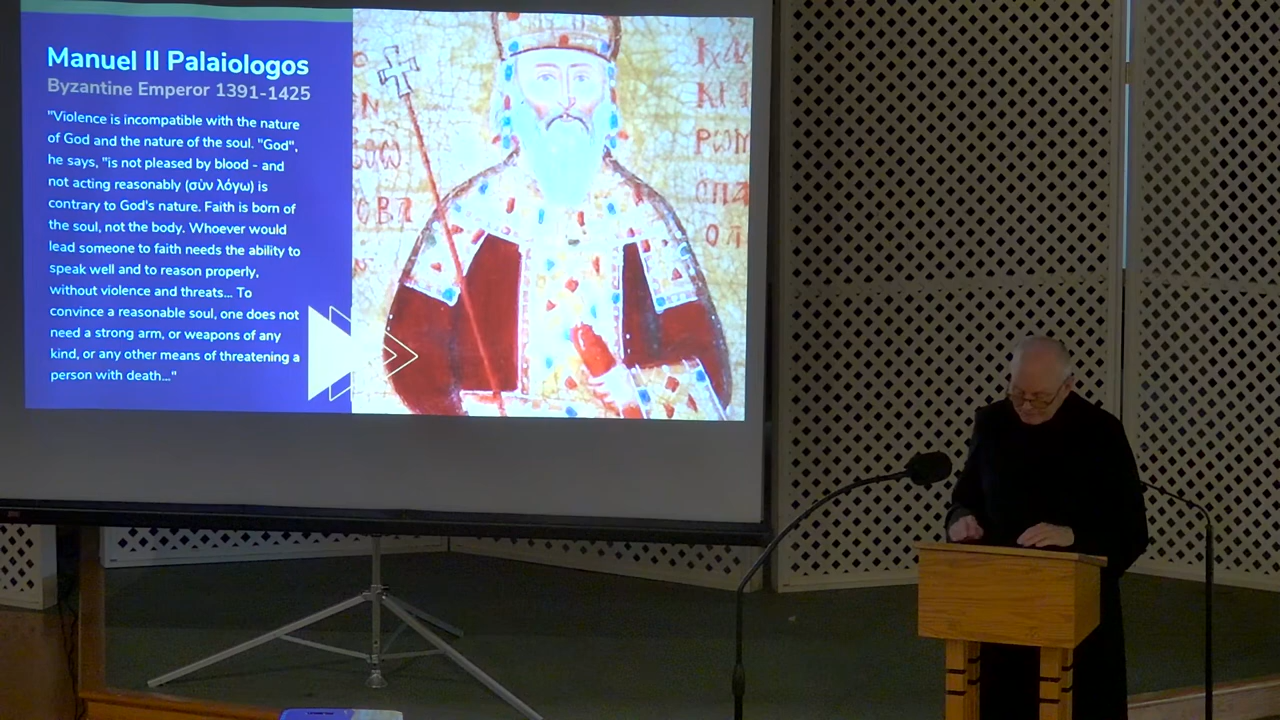 Manuel II Palaiologos
Byzantine Emperor 1391-1425
"Violence is incompatible with the nature
of God and the nature of the soul. "God",
he says, "is not pleased by blood - and
not acting reasonably (σὺν λόγω) is
contrary to God's nature. Faith is born of
the soul, not the body. Whoever would
lead someone to faith needs the ability to
speak well and to reason properly,
without violence and threats... To
convince a reasonable soul, one does not
need a strong arm, or weapons of any
kind, or any other means of threatening a
person with death..."